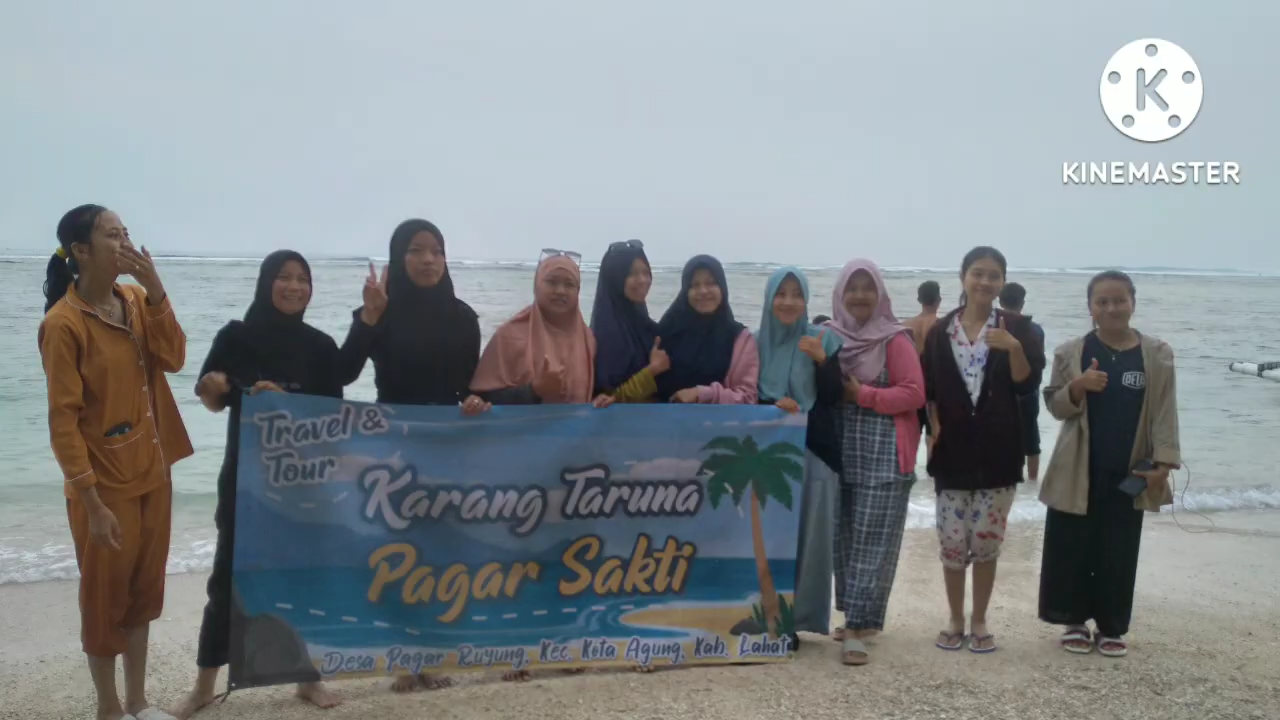 Travel &
Tour
Karang Taruna
Pagar Sakti
Desa Pagar Ruyung, Kec Kota Agung, Kab. Lahat
K
KINEMASTER